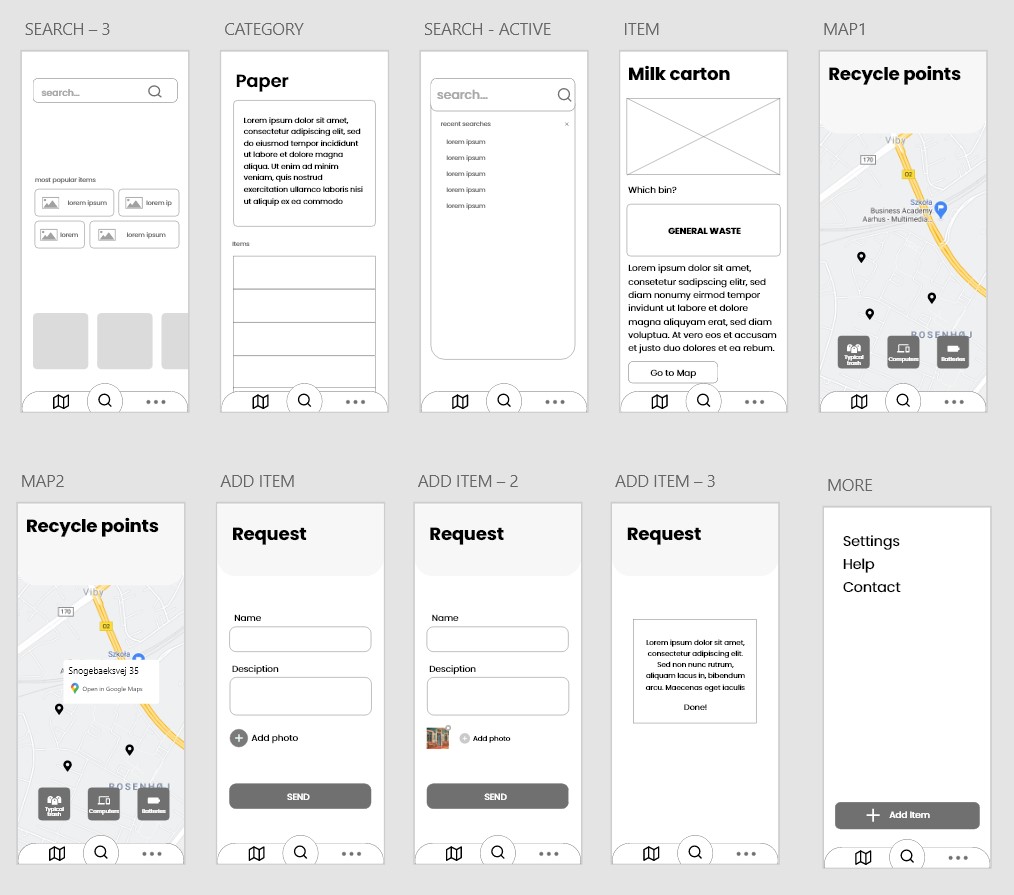 SEARCH – 3
search...
most popular items
lorem ipsum
lorem ip
lorem
lorem ipsum
CATEGORY
Paper
Lorem ipsum dolor sit amet,
consectetur adipiscing elit, sed
do eiusmod tempor incididunt
ut labore et dolore magna
aliqua. Ut enim ad minim
veniam, quis nostrud
exercitation ullamco laboris nisi
ut aliquip ex ea commodo
Items
SEARCH - ACTIVE
search...
recent searches ×
lorem ipsum
lorem ipsum
lorem ipsum
lorem ipsum
lorem ipsum
ITEM
Milk carton
Which bin?
GENERAL WASTE
Lorem ipsum dolor sit amet,
consetetur sadipscing elitr, sed
diam nonumy eirmod tempor
invidunt ut labore et dolore
magna aliquyam erat, sed diam
voluptua. At vero eos et accusam
et justo duo dolores et ea rebum.
Go to Map
MAP1
Recycle points
Viby
170
O2
Szkoła
Business Academy
Aarhus - Multimedia...
ROSENHØJ
Typical
trash
Computers
Batteries
MAP2
Recycle points
Viby
170
O2
Szkoła
Snogebaeksvej 35
Open in Google Maps
ROSENHØJ
Typical
trash
Computers
Batteries
ADD ITEM
Request
Name
Desciption
Add photo
SEND
ADD ITEM – 2
Request
Name
Desciption
Add photo
SEND
ADD ITEM – 3
Request
Lorem ipsum dolor sit amet,
consectetur adipiscing elit.
Sed non nunc rutrum,
aliquam lacus in, bibendum
arcu. Maecenas eget iaculis
Done!
MORE
Settings
Help
Contact
Add Item